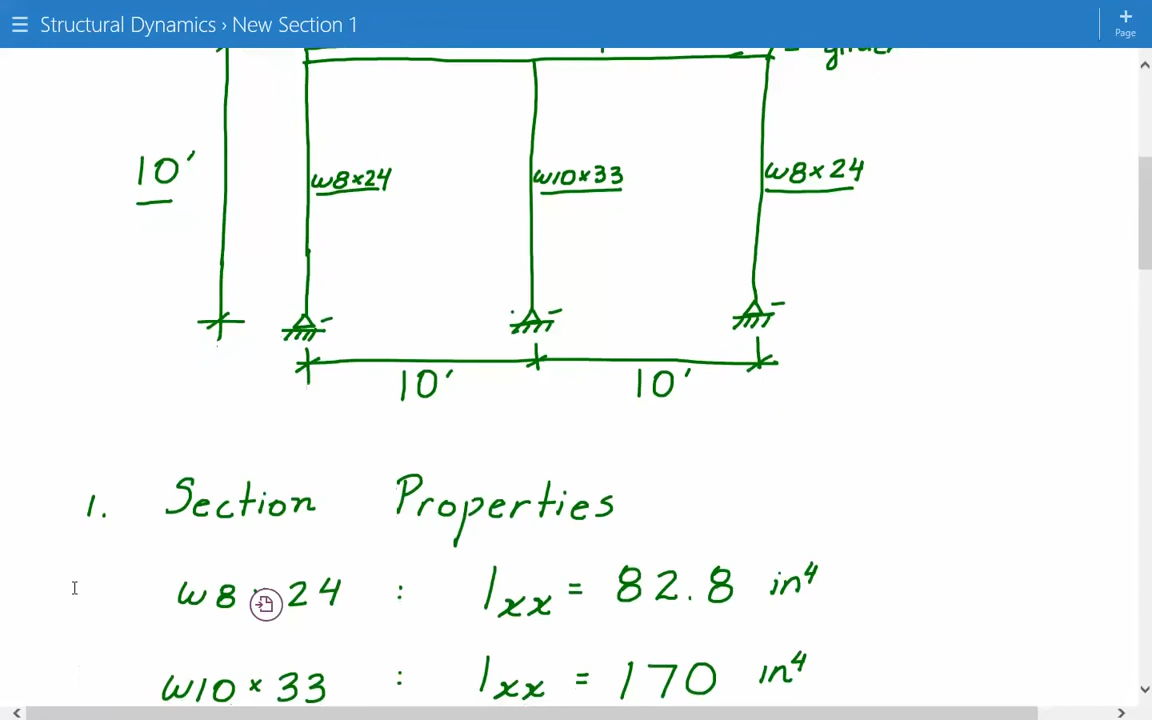 Structural Dynamics › New Section 1
Page
10'
W8×24
W10×33
W8×24
10'
10'
1. Section Properties
W8 24 : Ixx = 82.8 in⁴
W10×33 : Ixx = 170 in⁴